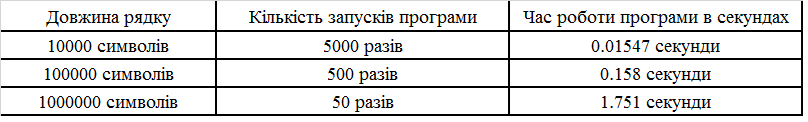 Довжина рядку Кількість запусків програми Час роботи програми в секундах
10000 символів 5000 разів 0.01547 секунди
100000 символів 500 разів 0.158 секунди
1000000 символів 50 разів 1.751 секунди